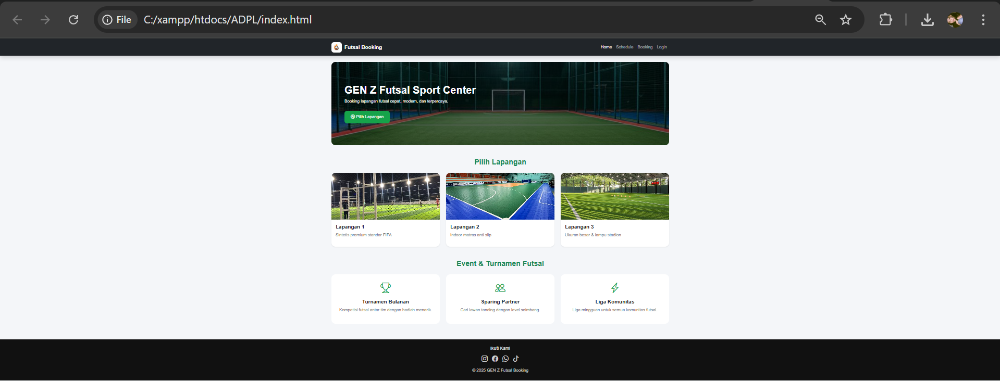 File
C:/xampp/htdocs/ADPL/index.html
Futsal Booking
Home Schedule Booking Login
GEN Z Futsal Sport Center
Booking lapangan futsal cepat, modern, dan terpercaya.
Pilih Lapangan
Pilih Lapangan
Lapangan 1
Sintetis premium standar FIFA
Lapangan 2
Indoor matras anti slip
Lapangan 3
Ukuran besar & lampu stadion
Event & Turnamen Futsal
Turnamen Bulanan
Kompetisi futsal antar tim dengan hadiah menarik.
Sparing Partner
Cari lawan tanding dengan level seimbang.
Liga Komunitas
Liga mingguan untuk semua komunitas futsal.
Ikuti Kami
© 2025 GEN Z Futsal Booking